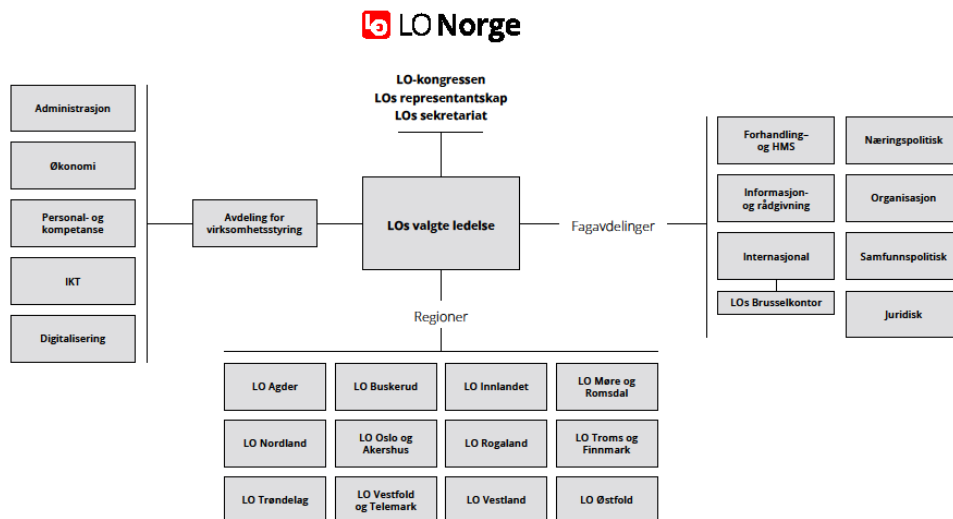 LO LO Norge
LO-kongressen
LOs representantskap
LOs sekretariat
Administrasjon
Økonomi
Personal- og
kompetanse
IKT
Digitalisering
Avdeling for
virksomhetsstyring
LOs valgte ledelse
Fagavdelinger
Forhandling–
og HMS
Næringspolitisk
Informasjon-
og rådgivning
Organisasjon
Internasjonal
Samfunnspolitisk
LOs Brusselkontor
Juridisk
Regioner
LO Agder
LO Buskerud
LO Innlandet
LO Møre og
Romsdal
LO Nordland
LO Oslo og
Akershus
LO Rogaland
LO Troms og
Finnmark
LO Trøndelag
LO Vestfold
og Telemark
LO Vestland
LO Østfold